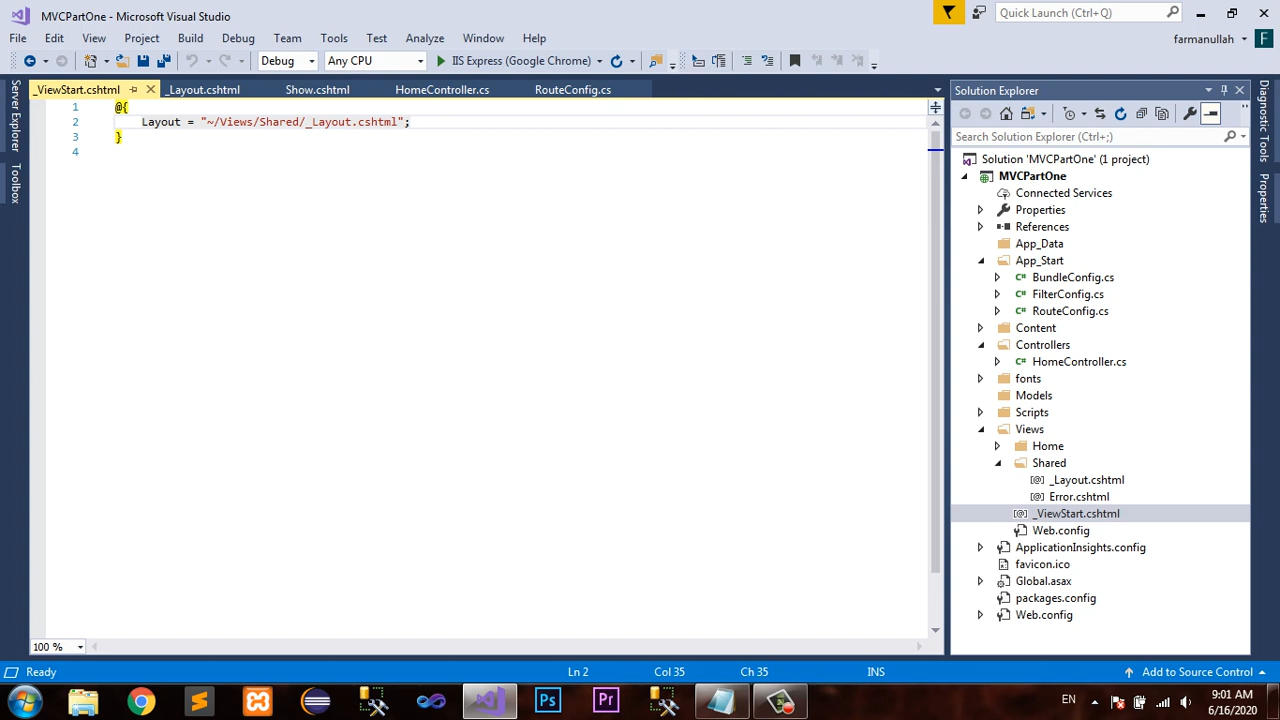 MVCPartOne - Microsoft Visual Studio
Quick Launch (Ctrl+Q)
File Edit View Project Build Debug Team Tools Test Analyze Window Help
farmanullah F
Debug Any CPU IIS Express (Google Chrome)
Server Explorer
Toolbox
_ViewStart.cshtml _Layout.cshtml Show.cshtml HomeController.cs RouteConfig.cs
1 @{
2 Layout = "~/Views/Shared/_Layout.cshtml";
3 }
4
100 %
Solution Explorer
Search Solution Explorer (Ctrl+;)
Solution 'MVCPartOne' (1 project)
MVCPartOne
Connected Services
Properties
References
App_Data
App_Start
C# BundleConfig.cs
C# FilterConfig.cs
C# RouteConfig.cs
Content
Controllers
C# HomeController.cs
fonts
Models
Scripts
Views
Home
Shared
[@] _Layout.cshtml
[@] Error.cshtml
[@] _ViewStart.cshtml
Web.config
ApplicationInsights.config
favicon.ico
Global.asax
packages.config
Web.config
Diagnostic Tools
Properties
Ready Ln 2 Col 35 Ch 35 INS Add to Source Control
Ps Pr EN 9:01 AM
6/16/2020